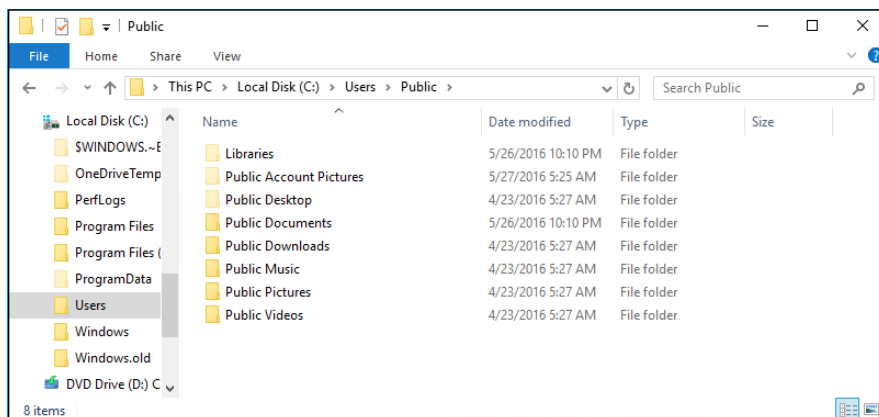 Public
File Home Share View
This PC > Local Disk (C:) > Users > Public >
Search Public
Local Disk (C:)
$WINDOWS.~E
OneDriveTemp
PerfLogs
Program Files
Program Files (
ProgramData
Users
Windows
Windows.old
DVD Drive (D:) C
Name Date modified Type Size
Libraries 5/26/2016 10:10 PM File folder
Public Account Pictures 5/27/2016 5:25 AM File folder
Public Desktop 4/23/2016 5:27 AM File folder
Public Documents 5/26/2016 10:10 PM File folder
Public Downloads 4/23/2016 5:27 AM File folder
Public Music 4/23/2016 5:27 AM File folder
Public Pictures 4/23/2016 5:27 AM File folder
Public Videos 4/23/2016 5:27 AM File folder
8 items